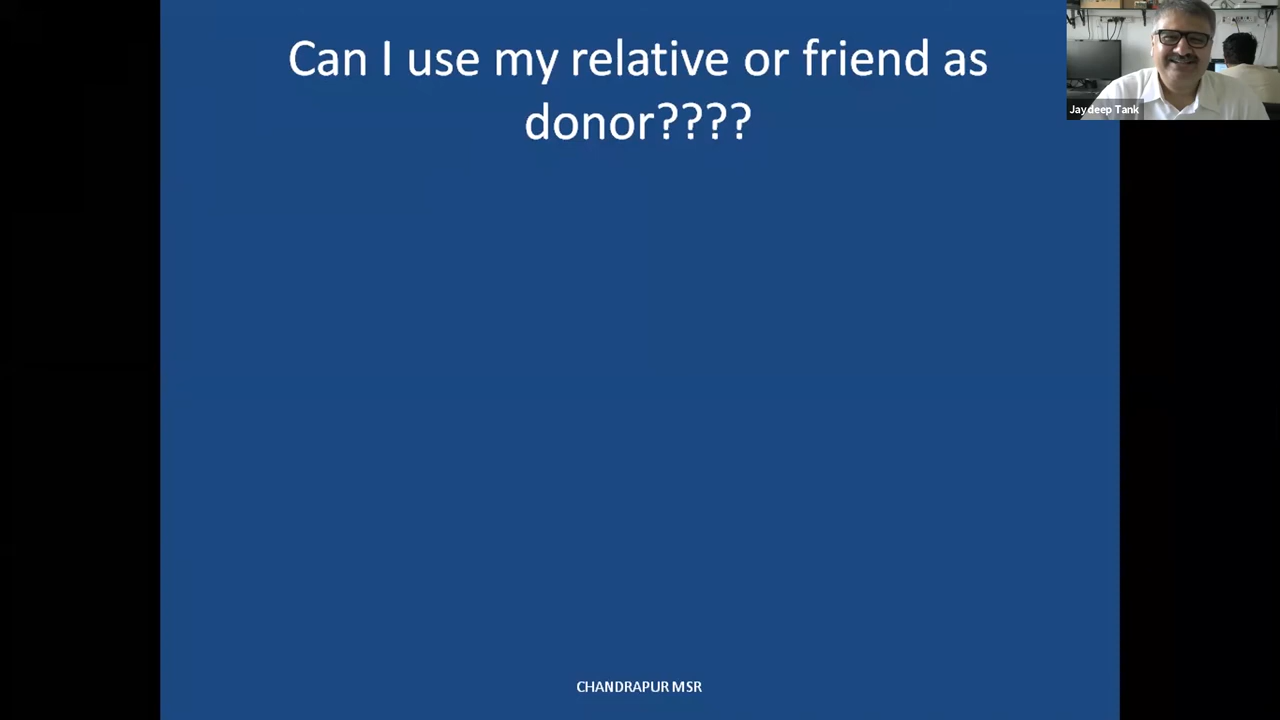 Can I use my relative or friend as
donor????
Jaydeep Tank
CHANDRAPUR MSR